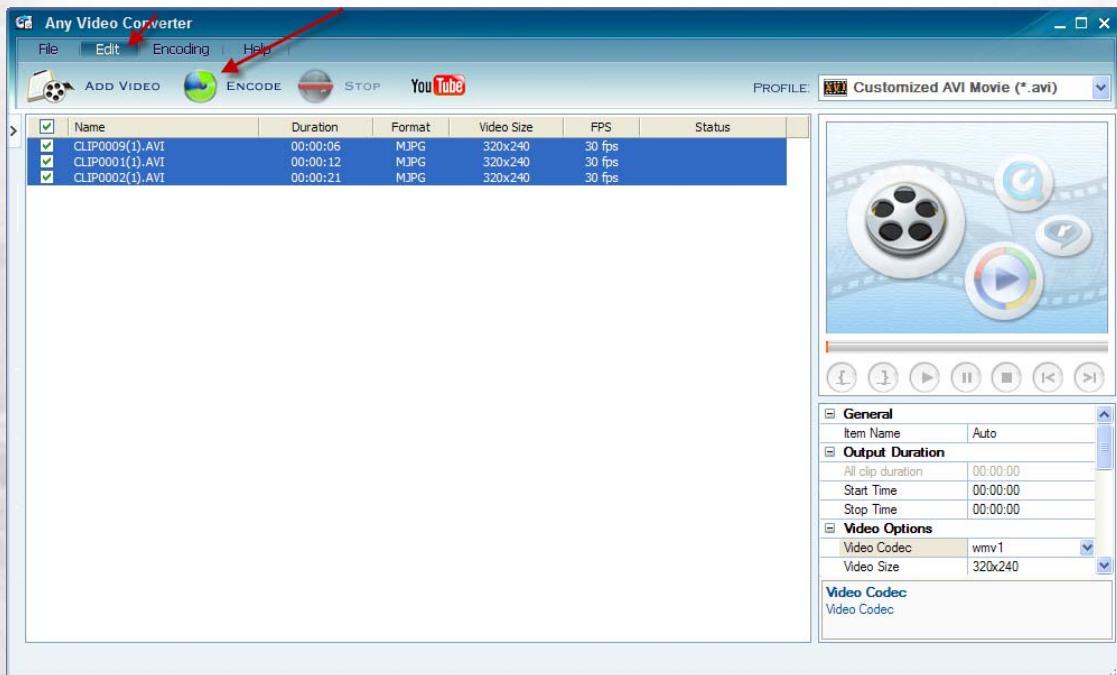 Any Video Converter
File Edit Encoding Help
ADD VIDEO ENCODE STOP You Tube PROFILE: Customized AVI Movie (*.avi)
Name Duration Format Video Size FPS Status
CLIP0009(1).AVI 00:00:06 MJPG 320x240 30 fps
CLIP0001(1).AVI 00:00:12 MJPG 320x240 30 fps
CLIP0002(1).AVI 00:00:21 MJPG 320x240 30 fps
General
Item Name Auto
Output Duration
All clip duration 00:00:00
Start Time 00:00:00
Stop Time 00:00:00
Video Options
Video Codec wmv1
Video Size 320x240
Video Codec
Video Codec